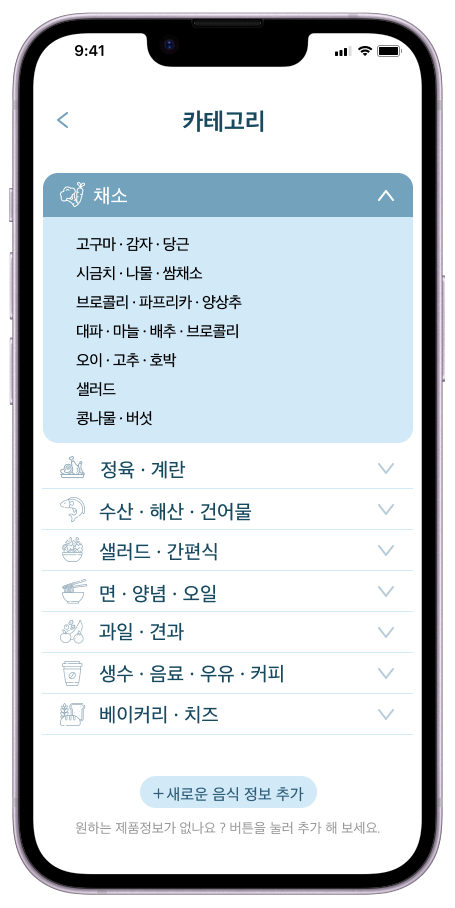 9:41
카테고리
채소
고구마 · 감자 · 당근
시금치 · 나물 · 쌈채소
브로콜리 · 파프리카 · 양상추
대파 · 마늘 · 배추 · 브로콜리
오이 · 고추 · 호박
샐러드
콩나물 · 버섯
정육 · 계란
수산 · 해산 · 건어물
샐러드 · 간편식
면 · 양념 · 오일
과일 · 견과
생수 · 음료 · 우유 · 커피
베이커리 · 치즈
+ 새로운 음식 정보 추가
원하는 제품정보가 없나요 ? 버튼을 눌러 추가 해 보세요.